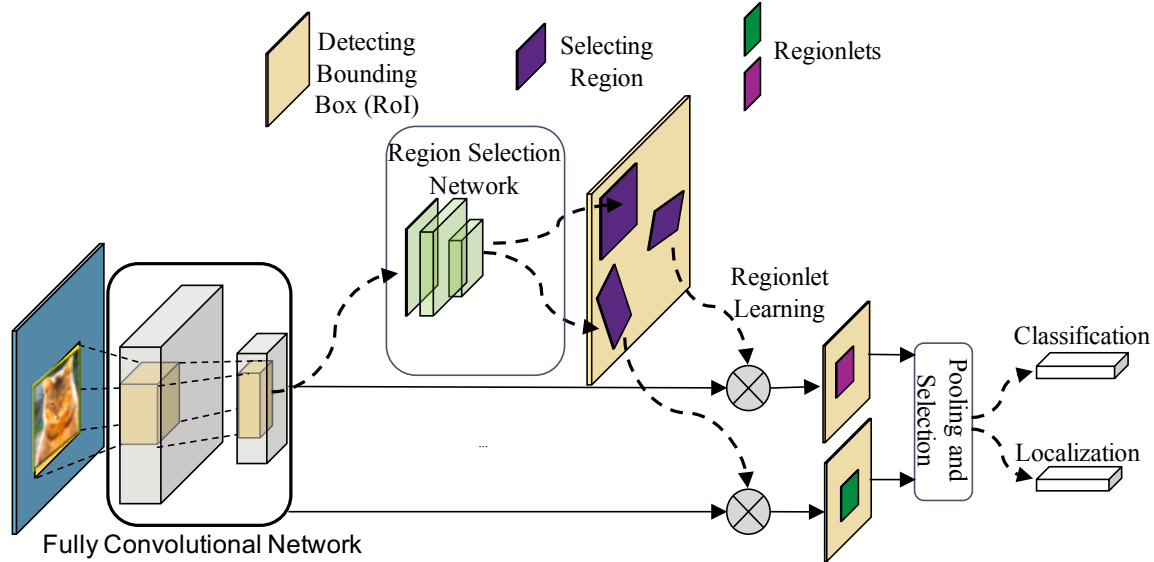 Detecting
Bounding
Box (RoI)
Selecting
Region
Regionlets
Region Selection
Network
Regionlet
Learning
Classification
Pooling and
Selection
Localization
...
Fully Convolutional Network